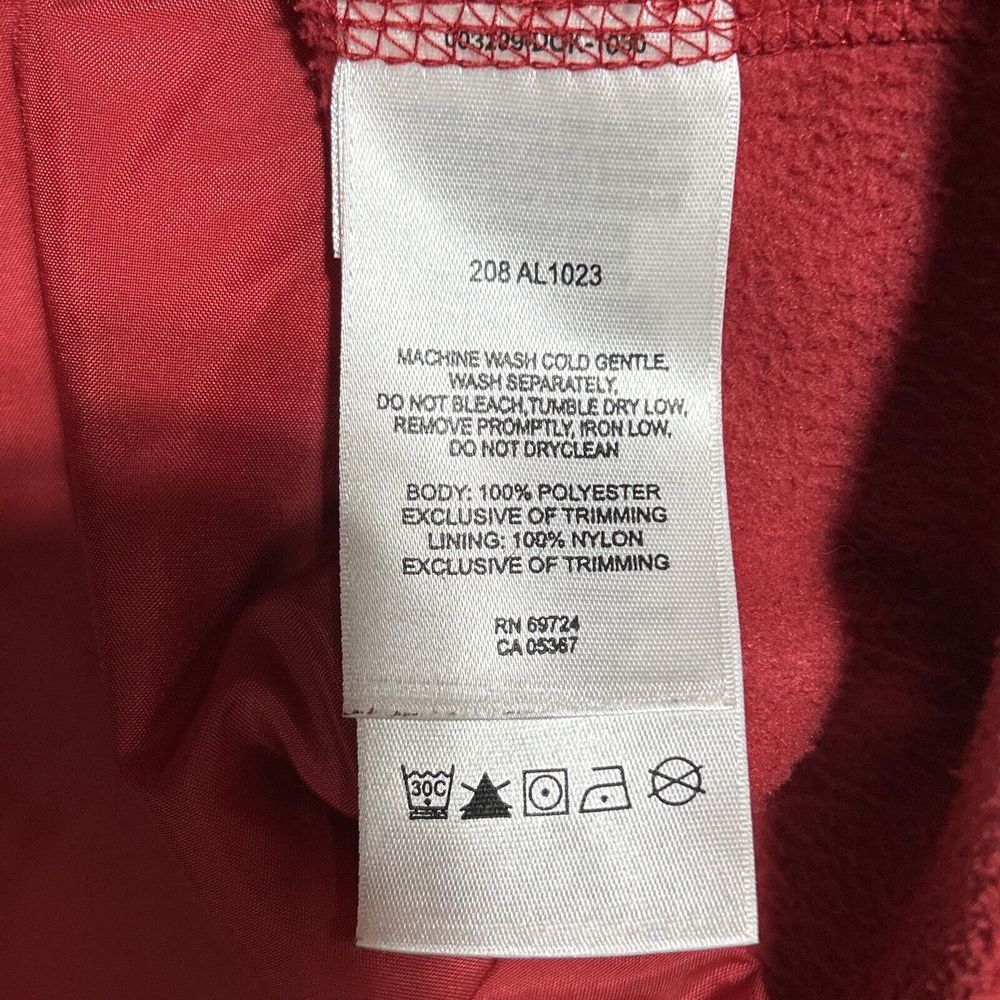 208 AL1023
MACHINE WASH COLD GENTLE,
WASH SEPARATELY,
DO NOT BLEACH,TUMBLE DRY LOW,
REMOVE PROMPTLY, IRON LOW,
DO NOT DRYCLEAN
BODY: 100% POLYESTER
EXCLUSIVE OF TRIMMING
LINING: 100% NYLON
EXCLUSIVE OF TRIMMING
RN 69724
CA 05367
30C